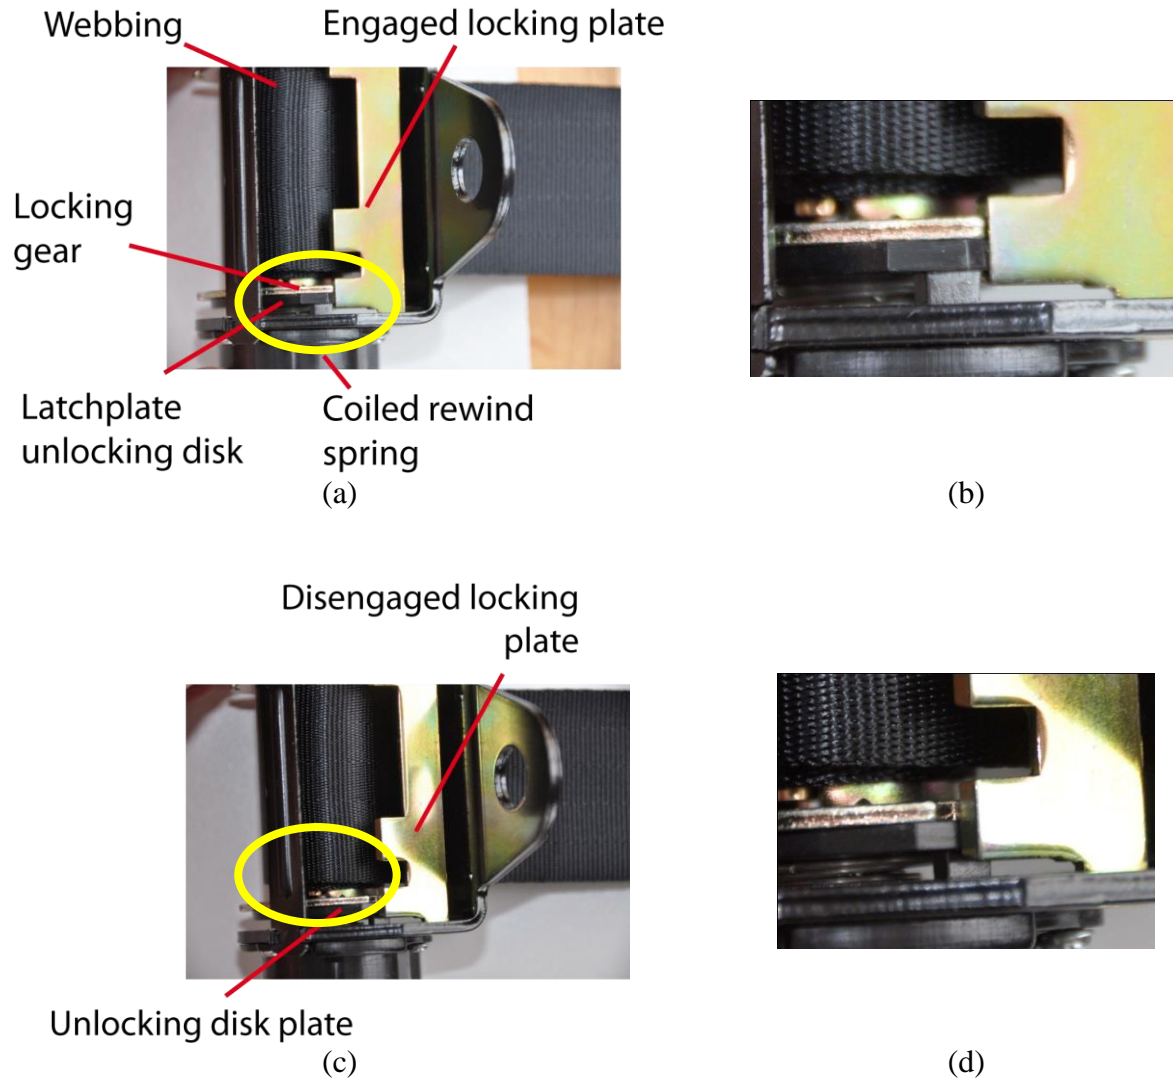 Webbing
Engaged locking plate
Locking
gear
Latchplate
unlocking disk
Coiled rewind
spring
(a)
(b)
Disengaged locking
plate
Unlocking disk plate
(c)
(d)